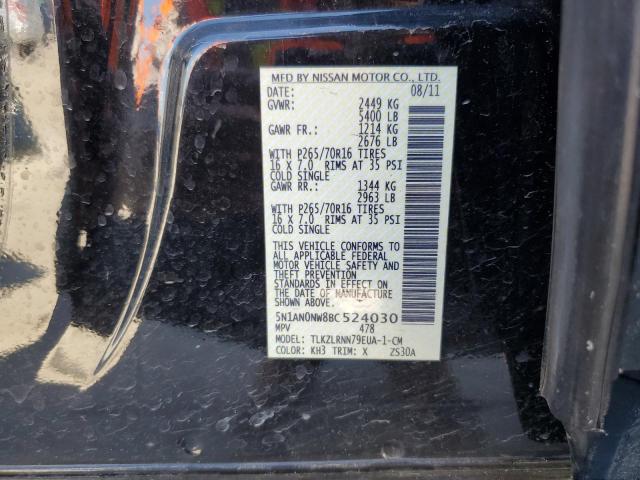 MFD BY NISSAN MOTOR CO., LTD.
DATE: 08/11
GVWR: 2449 KG
5400 LB
GAWR FR.: 1214 KG
2676 LB
WITH P265/70R16 TIRES
16 X 7.0 RIMS AT 35 PSI
COLD SINGLE
GAWR RR.: 1344 KG
2963 LB
WITH P265/70R16 TIRES
16 X 7.0 RIMS AT 35 PSI
COLD SINGLE
THIS VEHICLE CONFORMS TO
ALL APPLICABLE FEDERAL
MOTOR VEHICLE SAFETY AND
THEFT PREVENTION
STANDARDS IN EFFECT ON
THE DATE OF MANUFACTURE
SHOWN ABOVE.
5N1AN0NW8BC524030
MPV 478
MODEL: TLKZLRNN79EUA-1-CM
COLOR: KH3 TRIM: X ZS30A